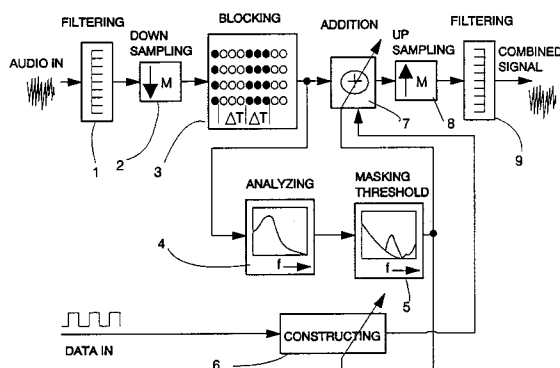 FILTERING
DOWN
SAMPLING
BLOCKING
ADDITION
UP
SAMPLING
FILTERING
AUDIO IN
M
ΔT ΔT
M
COMBINED
SIGNAL
1
2
3
7
8
9
ANALYZING
MASKING
THRESHOLD
4
f
f
5
DATA IN
CONSTRUCTING
6